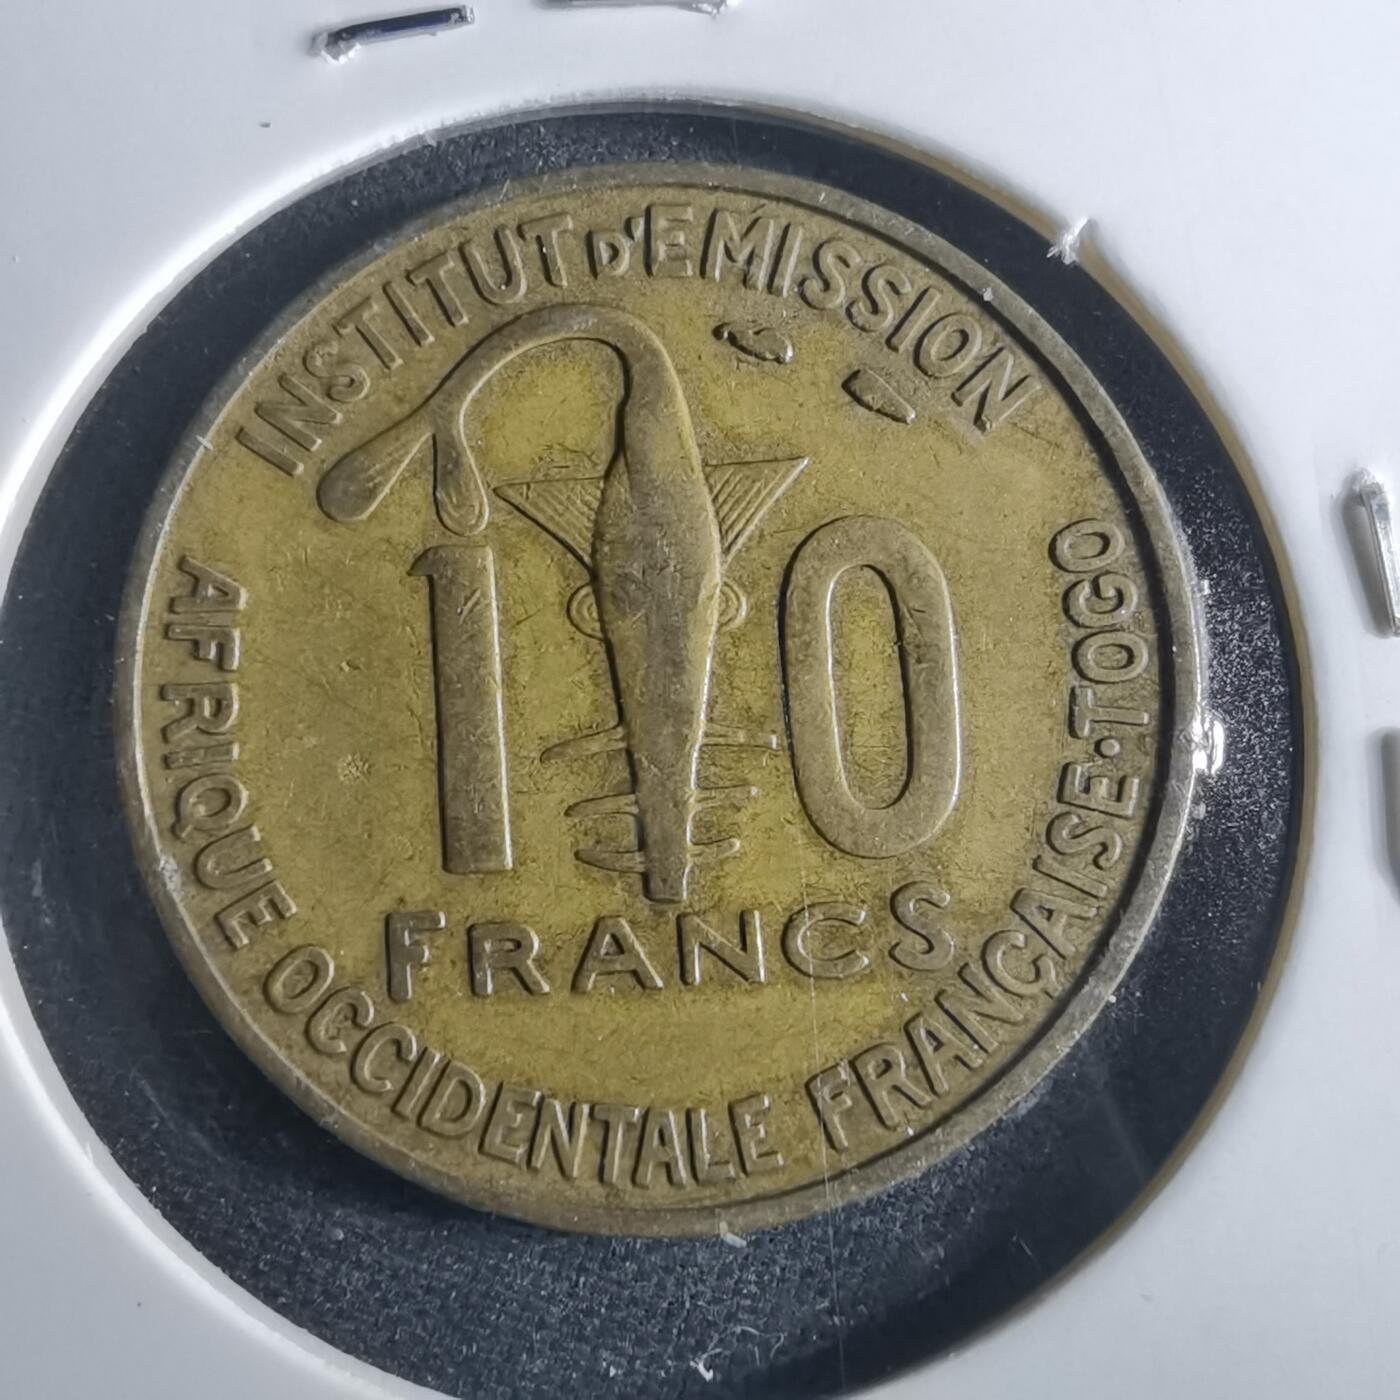 INSTITUT D'EMISSION
10
FRANCS
AFRIQUE OCCIDENTALE FRANÇAISE·TOGO